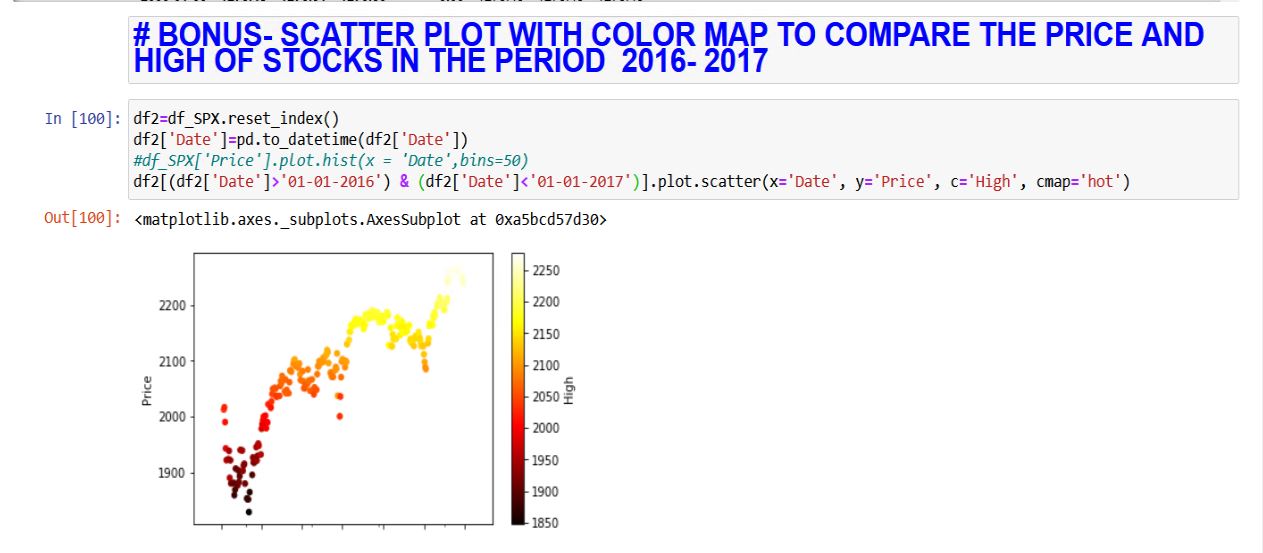 # BONUS- SCATTER PLOT WITH COLOR MAP TO COMPARE THE PRICE AND
HIGH OF STOCKS IN THE PERIOD  2016- 2017
In [100]: df2=df_SPX.reset_index()
df2['Date']=pd.to_datetime(df2['Date'])
#df_SPX['Price'].plot.hist(x = 'Date',bins=50)
df2[(df2['Date']>'01-01-2016') & (df2['Date']<'01-01-2017')].plot.scatter(x='Date', y='Price', c='High', cmap='hot')
Out[100]: <matplotlib.axes._subplots.AxesSubplot at 0xa5bcd57d30>
Price
2200
2100
2000
1900
2250
2200
2150
2100
2050
2000
1950
1900
1850
High